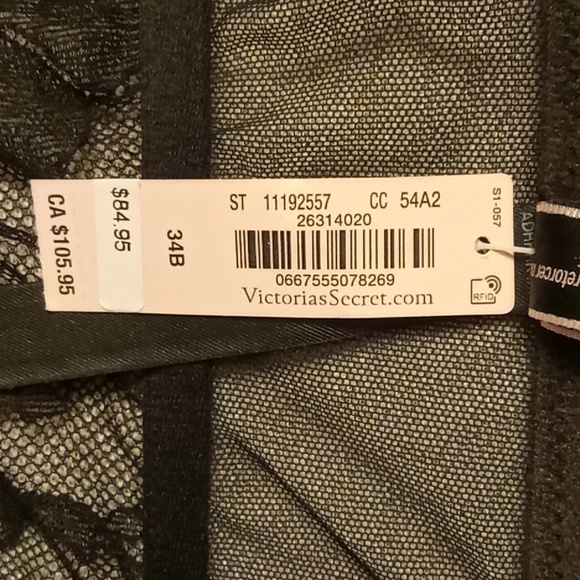 ST 11192557 CC 54A2
26314020
0667555078269
VictoriasSecret.com
34B
$84.95
CA $105.95
S1-057
RFID